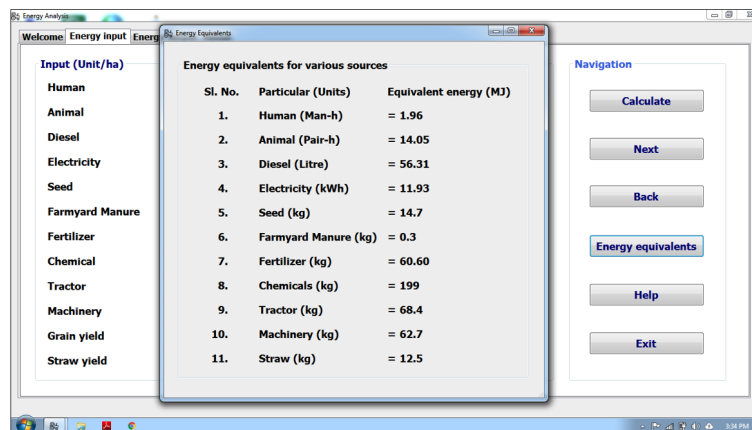 Energy Analysis
Welcome Energy input Energ
Input (Unit/ha)
Human
Animal
Diesel
Electricity
Seed
Farmyard Manure
Fertilizer
Chemical
Tractor
Machinery
Grain yield
Straw yield
Energy Equivalents
Energy equivalents for various sources
Sl. No. Particular (Units) Equivalent energy (MJ)
1. Human (Man-h) = 1.96
2. Animal (Pair-h) = 14.05
3. Diesel (Litre) = 56.31
4. Electricity (kWh) = 11.93
5. Seed (kg) = 14.7
6. Farmyard Manure (kg) = 0.3
7. Fertilizer (kg) = 60.60
8. Chemicals (kg) = 199
9. Tractor (kg) = 68.4
10. Machinery (kg) = 62.7
11. Straw (kg) = 12.5
Navigation
Calculate
Next
Back
Energy equivalents
Help
Exit
3:34 PM